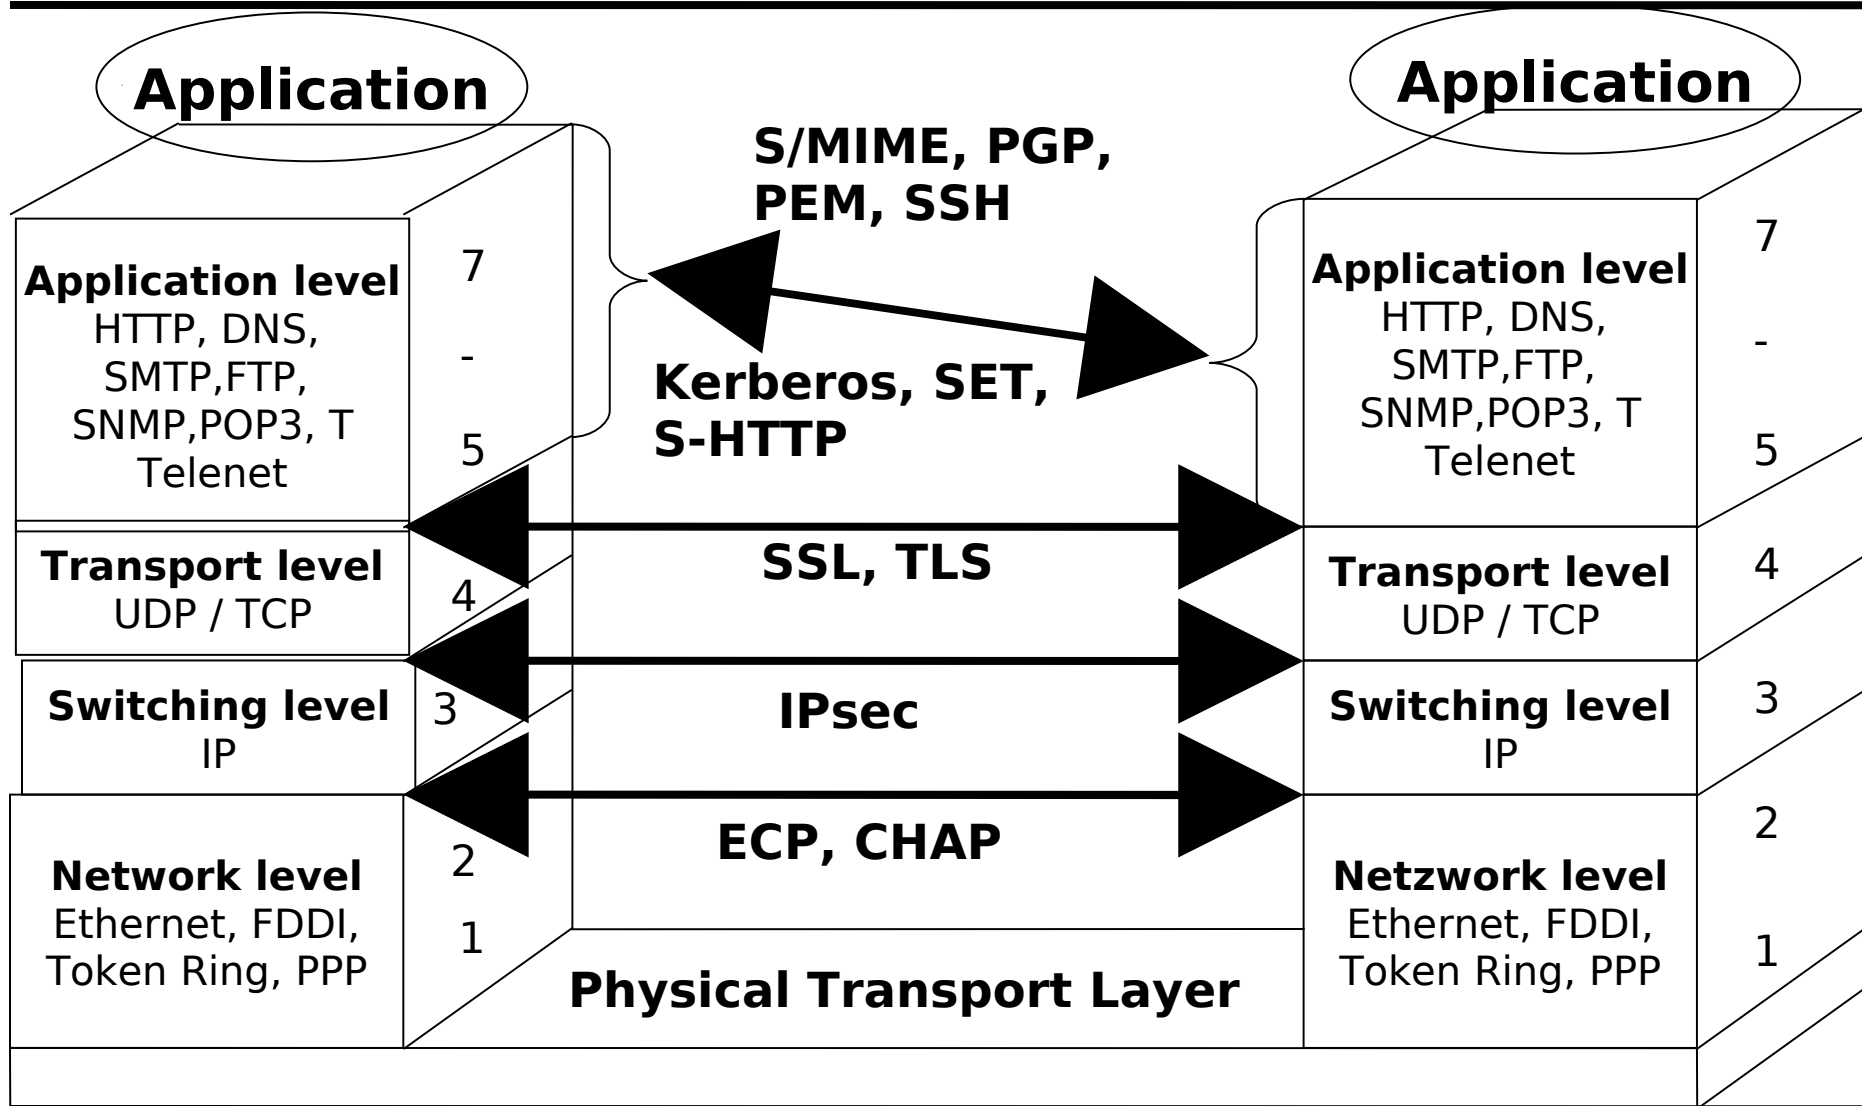 Application
Application
S/MIME, PGP,
PEM, SSH
Kerberos, SET,
S-HTTP
SSL, TLS
IPsec
ECP, CHAP
Physical Transport Layer
Application level
HTTP, DNS,
SMTP,FTP,
SNMP,POP3, T
Telenet
7
-
5
Transport level
UDP / TCP
4
Switching level
IP
3
Network level
Ethernet, FDDI,
Token Ring, PPP
2
1
Application level
HTTP, DNS,
SMTP,FTP,
SNMP,POP3, T
Telenet
7
-
5
Transport level
UDP / TCP
4
Switching level
IP
3
Netzwork level
Ethernet, FDDI,
Token Ring, PPP
2
1